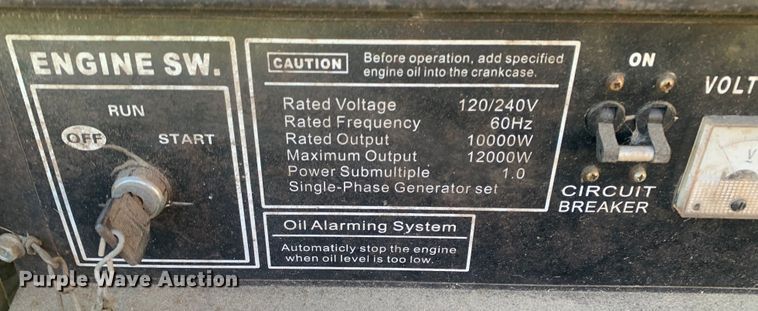 ENGINE SW.
RUN
OFF
START
CAUTION
Before operation, add specified
engine oil into the crankcase.
Rated Voltage 120/240V
Rated Frequency 60Hz
Rated Output 10000W
Maximum Output 12000W
Power Submultiple 1.0
Single-Phase Generator set
Oil Alarming System
Automaticly stop the engine
when oil level is too low.
ON
CIRCUIT
BREAKER
VOLT
V
Purple Wave Auction